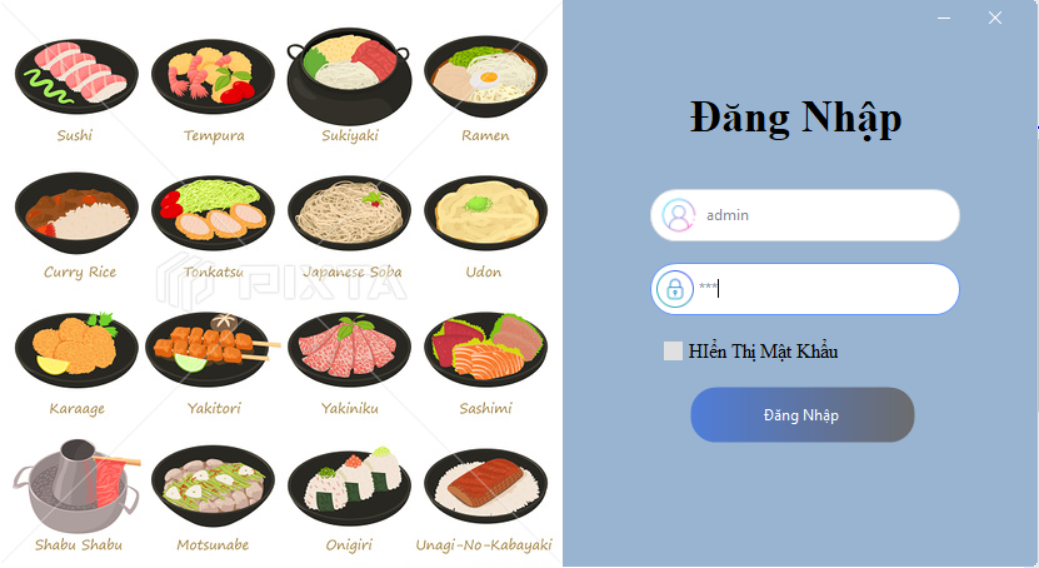 Sushi
Tempura
Sukiyaki
Ramen
Curry Rice
Tonkatsu
Japanese Soba
Udon
PIXTA
Karaage
Yakitori
Yakiniku
Sashimi
Shabu Shabu
Motsunabe
Onigiri
Unagi-No-Kabayaki
Đăng Nhập
admin
***
HIển Thị Mật Khẩu
Đăng Nhập